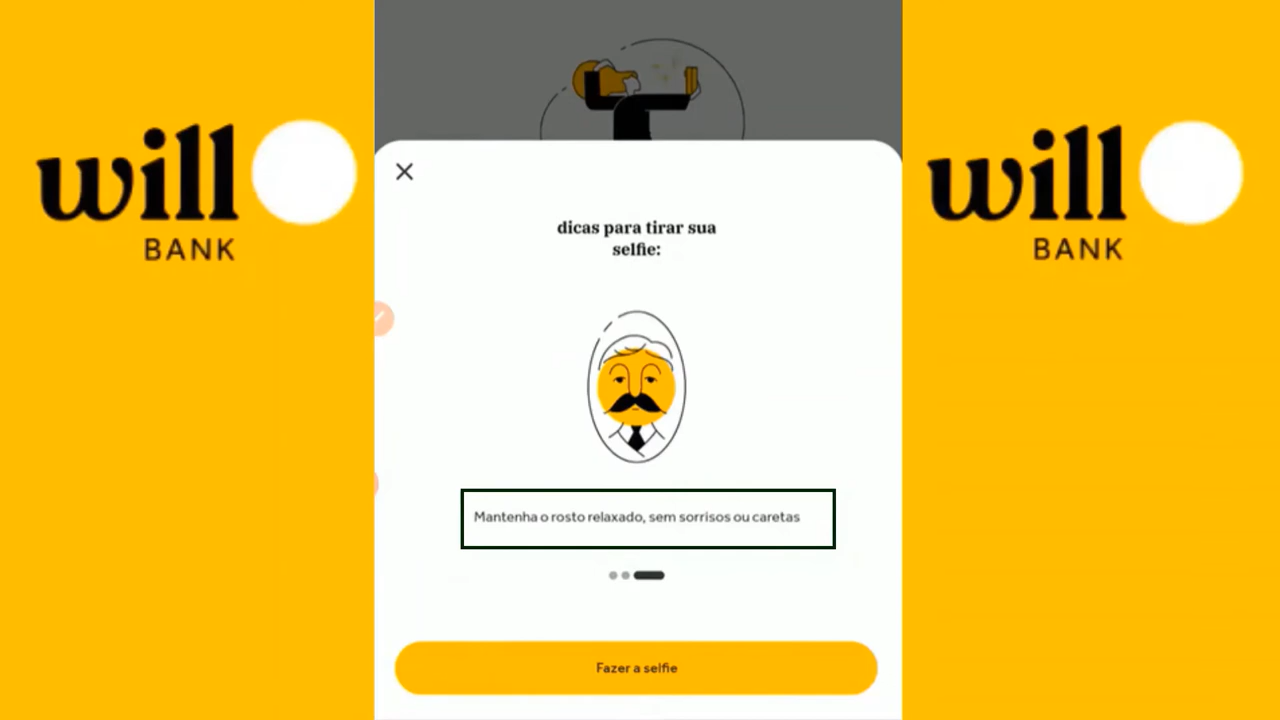 will
BANK
dicas para tirar sua
selfie:
Mantenha o rosto relaxado, sem sorrisos ou caretas
Fazer a selfie
will
BANK